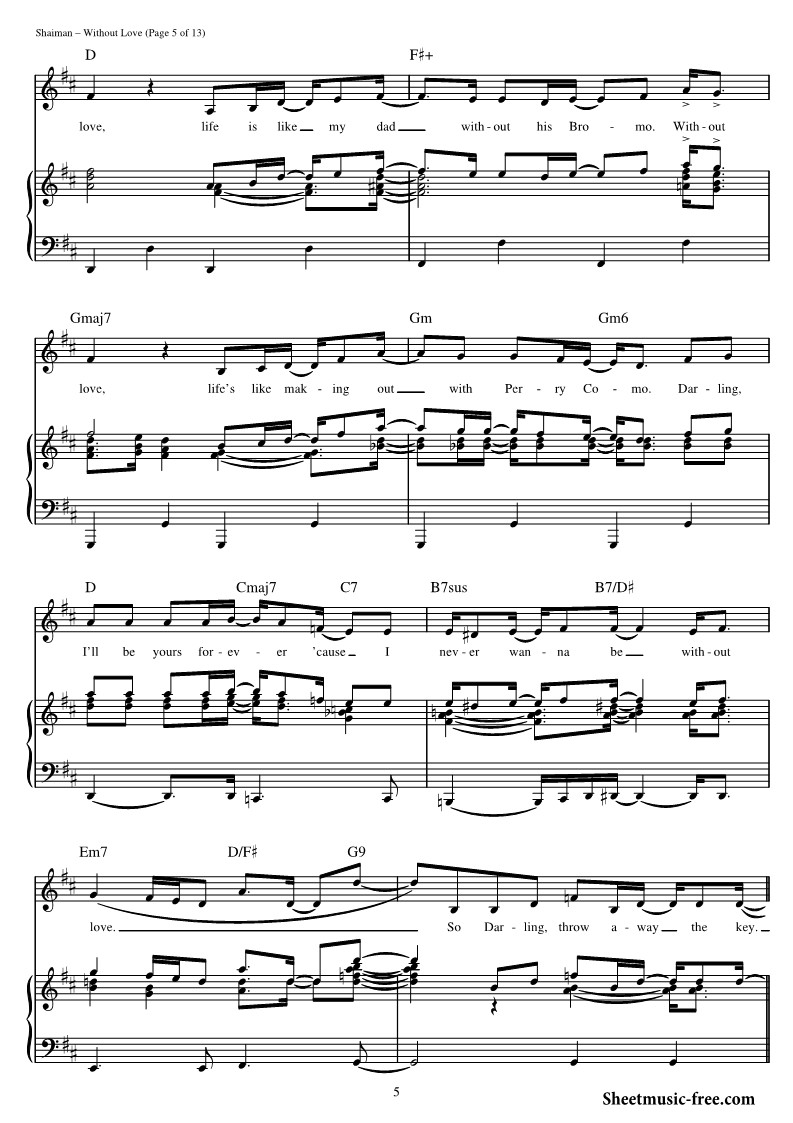 Shaiman – Without Love (Page 5 of 13)
D F♯+
love, life is like my dad with - out his Bro - mo. With - out
Gmaj7 Gm Gm6
love, life's like mak - ing out with Per - ry Co - mo. Dar - ling,
D Cmaj7 C7 B7sus B7/D♯
I'll be yours for - ev - er 'cause I nev - er wan - na be with - out
Em7 D/F♯ G9
love. So Dar - ling, throw a - way the key.
5
Sheetmusic-free.com